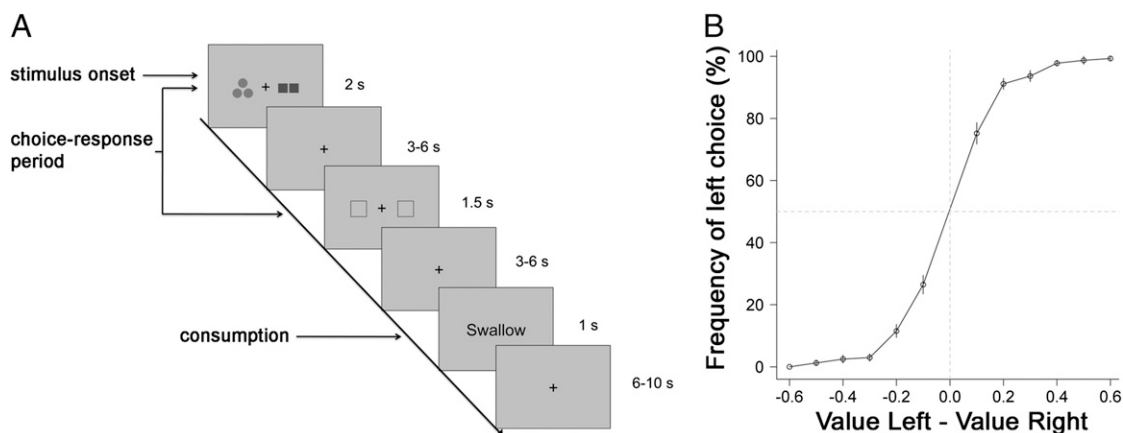 A
stimulus onset
choice-response
period
consumption
+
2 s
+
3-6 s
+
1.5 s
+
3-6 s
Swallow
1 s
+
6-10 s
B
Frequency of left choice (%)
100
80
60
40
20
0
-0.6 -0.4 -0.2 0.0 0.2 0.4 0.6
Value Left - Value Right